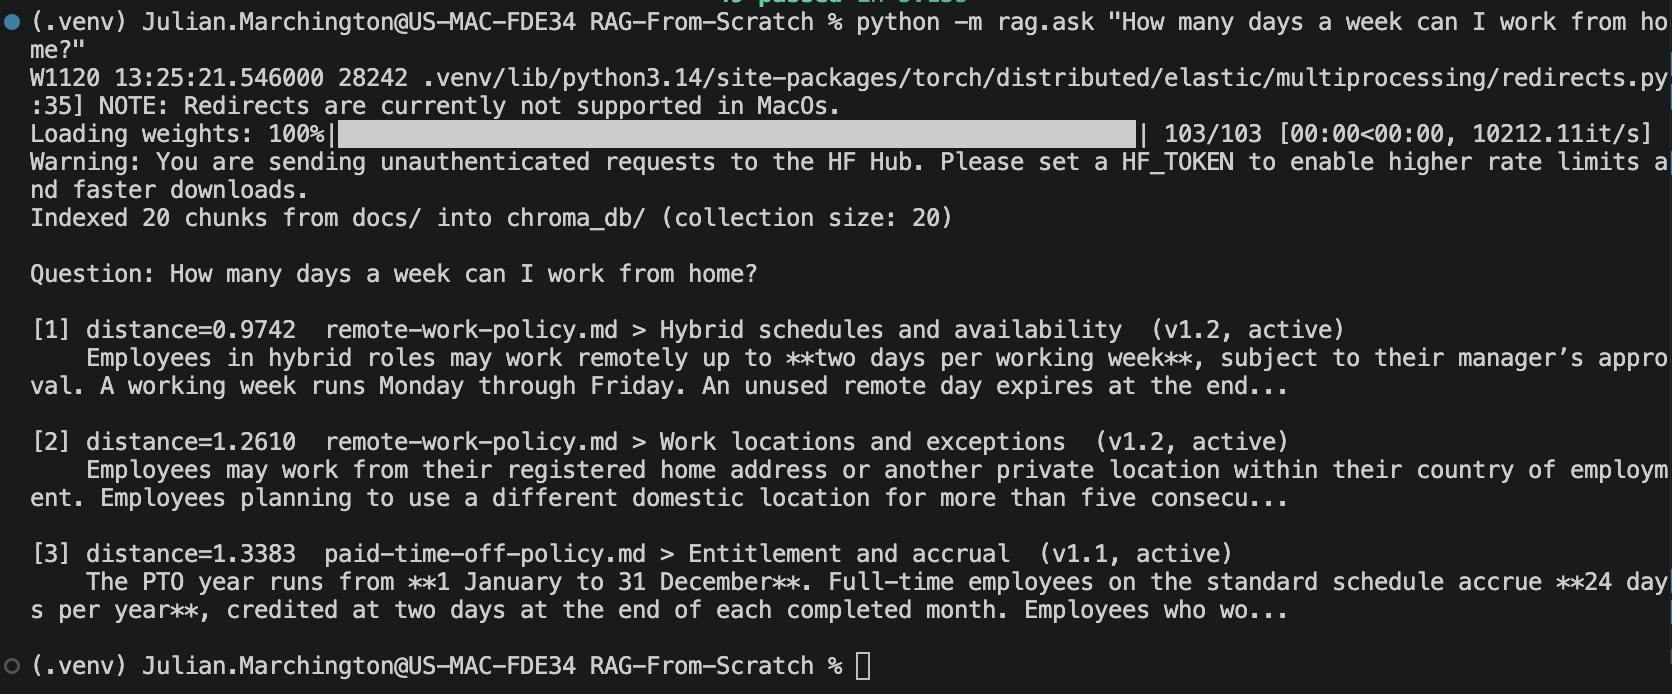 (.venv) Julian.Marchington@US-MAC-FDE34 RAG-From-Scratch % python -m rag.ask "How many days a week can I work from ho
me?"
W1120 13:25:21.546000 28242 .venv/lib/python3.14/site-packages/torch/distributed/elastic/multiprocessing/redirects.py
:35] NOTE: Redirects are currently not supported in MacOs.
Loading weights: 100%| | 103/103 [00:00<00:00, 10212.11it/s]
Warning: You are sending unauthenticated requests to the HF Hub. Please set a HF_TOKEN to enable higher rate limits a
nd faster downloads.
Indexed 20 chunks from docs/ into chroma_db/ (collection size: 20)
Question: How many days a week can I work from home?
[1] distance=0.9742 remote-work-policy.md > Hybrid schedules and availability (v1.2, active)
Employees in hybrid roles may work remotely up to **two days per working week**, subject to their manager’s appro
val. A working week runs Monday through Friday. An unused remote day expires at the end...
[2] distance=1.2610 remote-work-policy.md > Work locations and exceptions (v1.2, active)
Employees may work from their registered home address or another private location within their country of employm
ent. Employees planning to use a different domestic location for more than five consecu...
[3] distance=1.3383 paid-time-off-policy.md > Entitlement and accrual (v1.1, active)
The PTO year runs from **1 January to 31 December**. Full-time employees on the standard schedule accrue **24 day
s per year**, credited at two days at the end of each completed month. Employees who wo...
(.venv) Julian.Marchington@US-MAC-FDE34 RAG-From-Scratch %